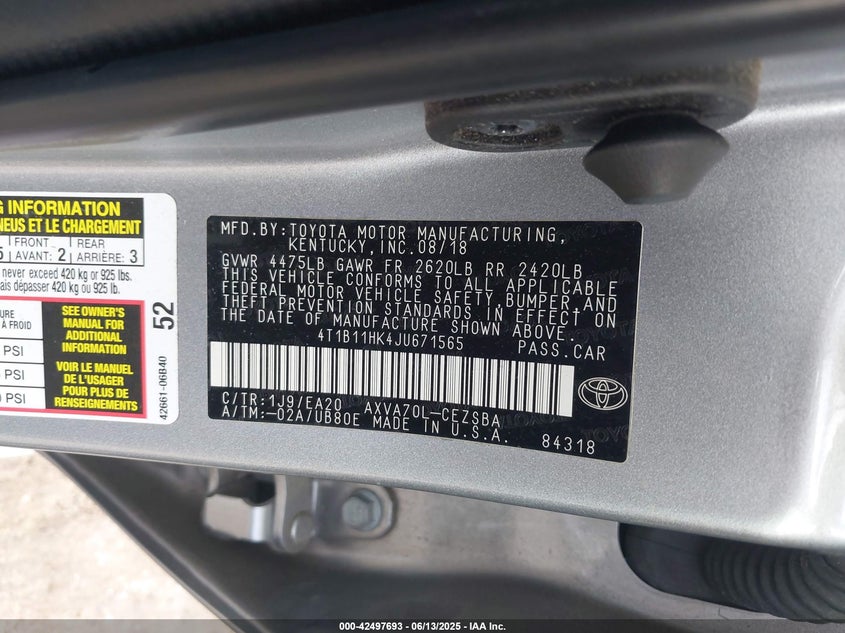 G INFORMATION
NEUS ET LE CHARGEMENT
5 FRONT AVANT: 2 REAR ARRIÈRE: 3
never exceed 420 kg or 925 lbs.
ais dépasser 420 kg ou 925 lb.
À FROID
PSI
PSI
PSI
SEE OWNER'S
MANUAL FOR
ADDITIONAL
INFORMATION
VOIR LE MANUEL
DE L'USAGER
POUR PLUS DE
RENSEIGNEMENTS
52
42661-06B40
MFD.BY:TOYOTA MOTOR MANUFACTURING,
KENTUCKY,INC.08/18
GVWR 4475LB GAWR FR 2620LB RR 2420LB
THIS VEHICLE CONFORMS TO ALL APPLICABLE
FEDERAL MOTOR VEHICLE SAFETY,BUMPER,AND
THEFT PREVENTION STANDARDS IN EFFECT ON
THE DATE OF MANUFACTURE SHOWN ABOVE.
4T1B11HK4JU671565 PASS.CAR
C/TR:1J9/EA20 AXVA70L-CEZSBA
A/TM:-02A/UB80E MADE IN U.S.A. 84318
000-42497693 - 06/13/2025 - IAA Inc.